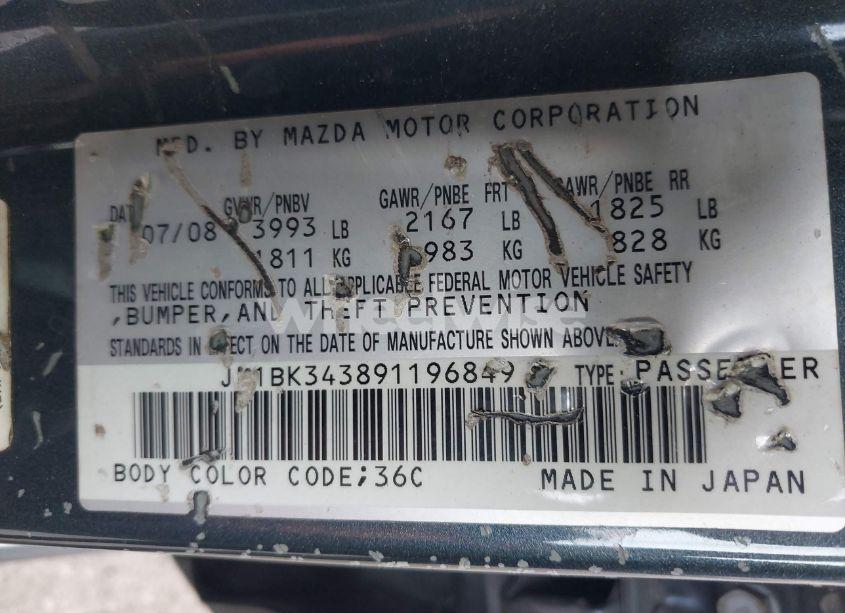 MFD. BY MAZDA MOTOR CORPORATION
DATE GVWR/PNBV GAWR/PNBE FRT GAWR/PNBE RR
07/08 3993 LB 2167 LB 1825 LB
1811 KG 983 KG 828 KG
THIS VEHICLE CONFORMS TO ALL APPLICABLE FEDERAL MOTOR VEHICLE SAFETY
,BUMPER,AND THEFT PREVENTION
STANDARDS IN EFFECT ON THE DATE OF MANUFACTURE SHOWN ABOVE.
JM1BK343891196849 TYPE: PASSENGER
BODY COLOR CODE;36C MADE IN JAPAN